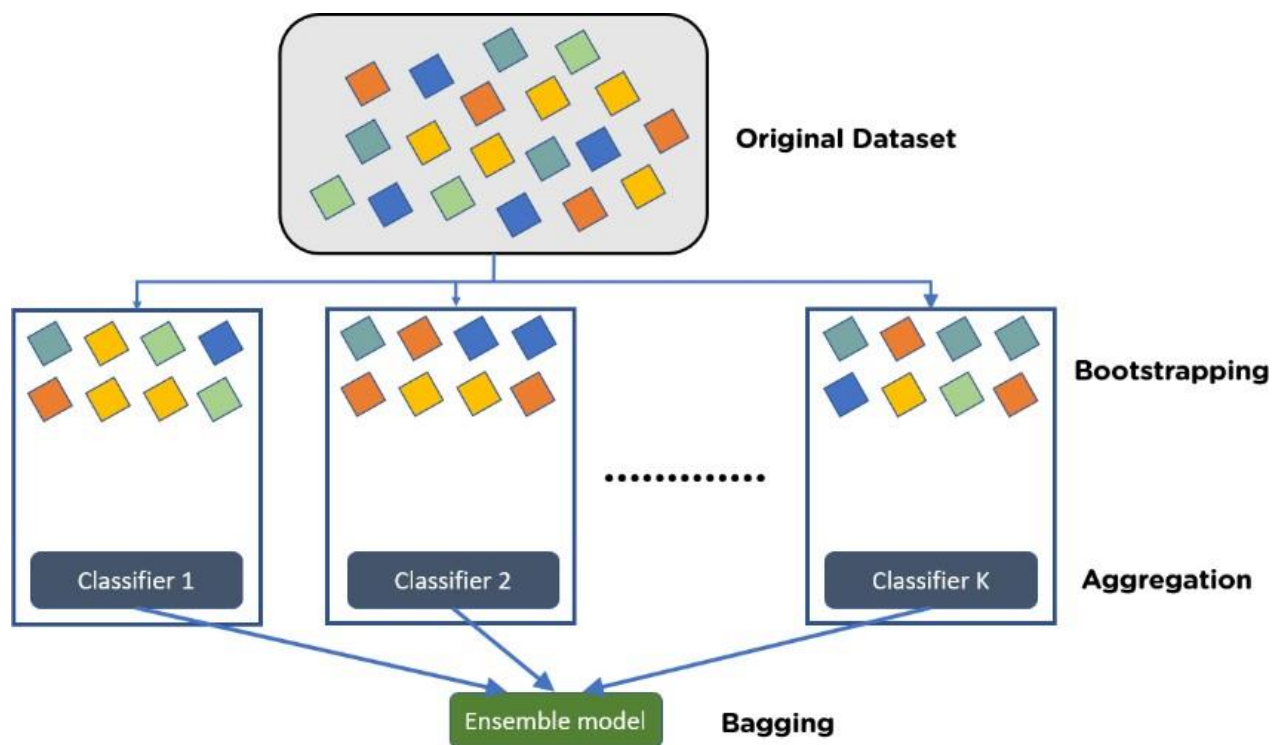 Original Dataset
Bootstrapping
.............
Classifier 1
Classifier 2
Classifier K
Aggregation
Ensemble model
Bagging